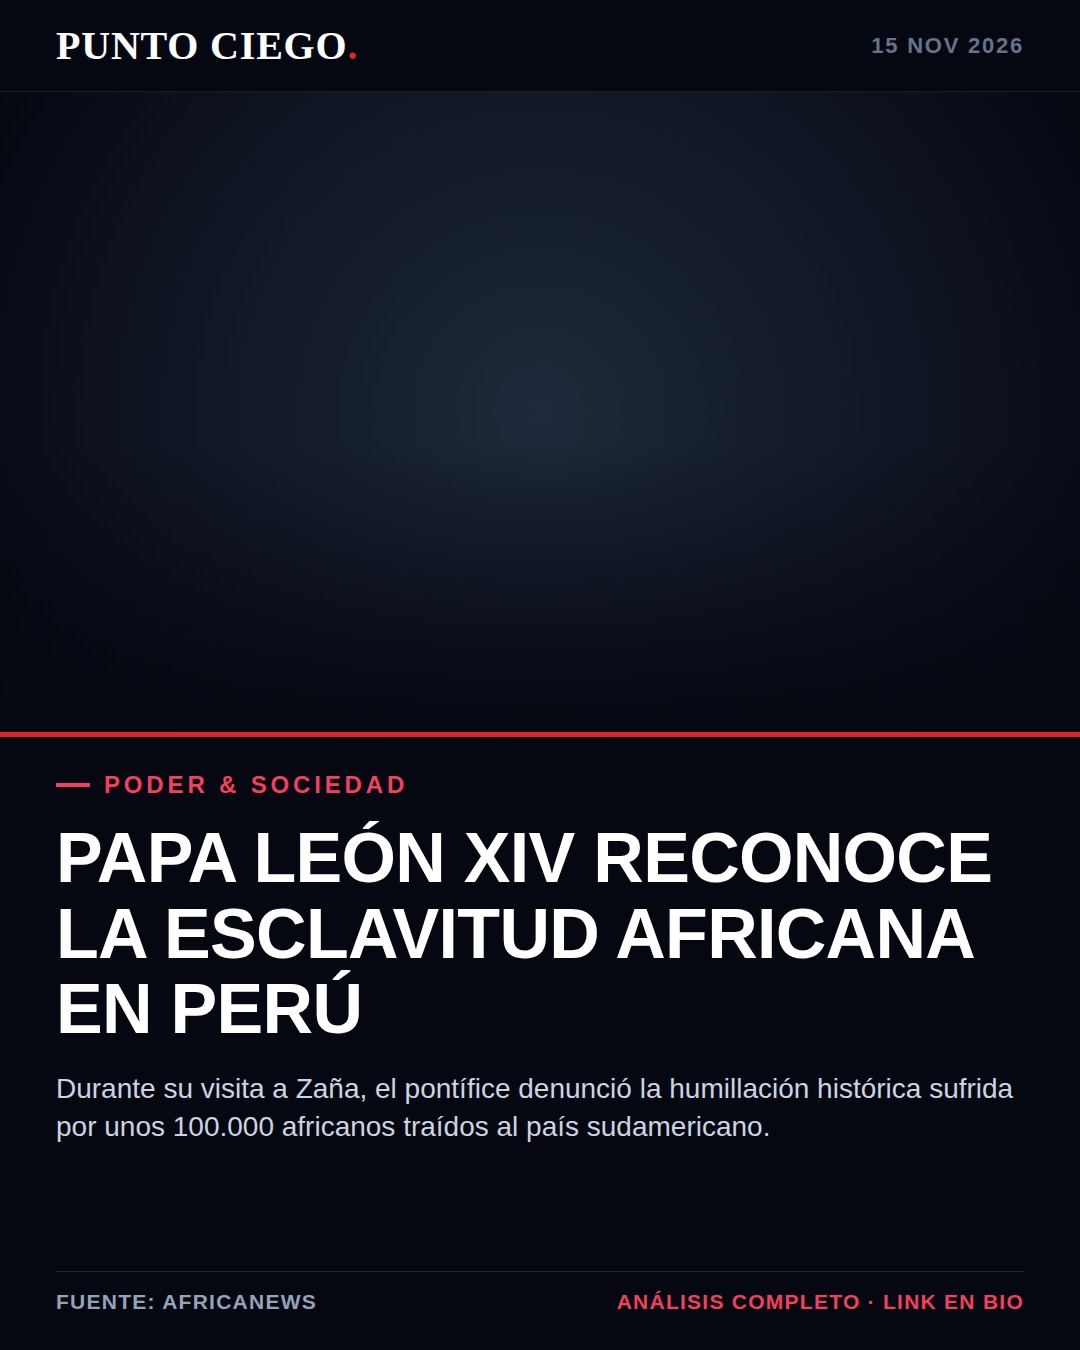 PUNTO CIEGO.
15 NOV 2026
PODER & SOCIEDAD
PAPA LEÓN XIV RECONOCE
LA ESCLAVITUD AFRICANA
EN PERÚ
Durante su visita a Zaña, el pontífice denunció la humillación histórica sufrida
por unos 100.000 africanos traídos al país sudamericano.
FUENTE: AFRICANEWS
ANÁLISIS COMPLETO · LINK EN BIO